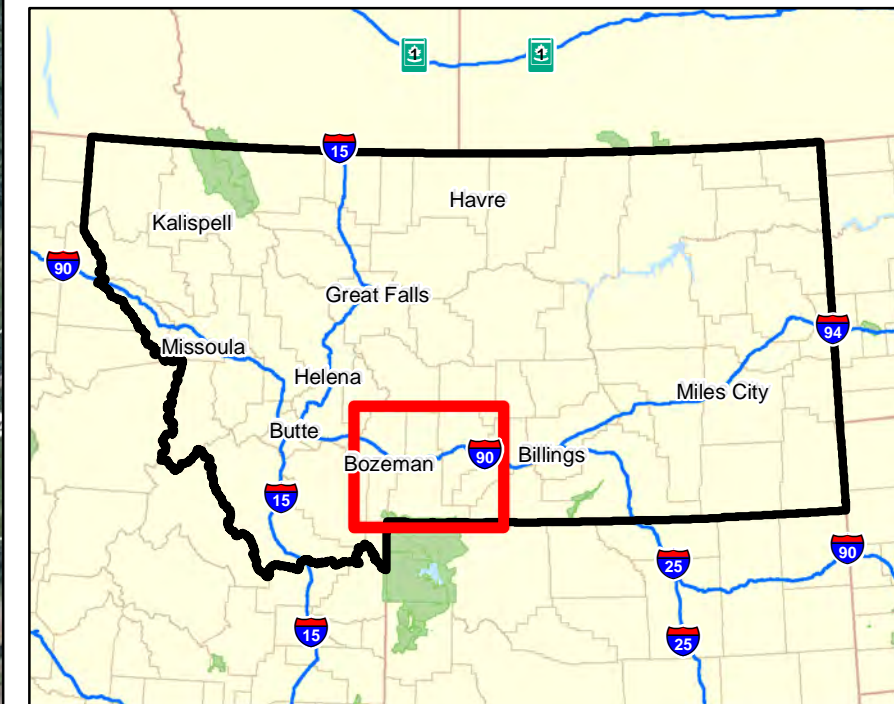 1
1
15
Havre
Kalispell
90
Great Falls
94
Missoula
Helena
Miles City
Butte
90
Billings
Bozeman
15
90
25
15
25